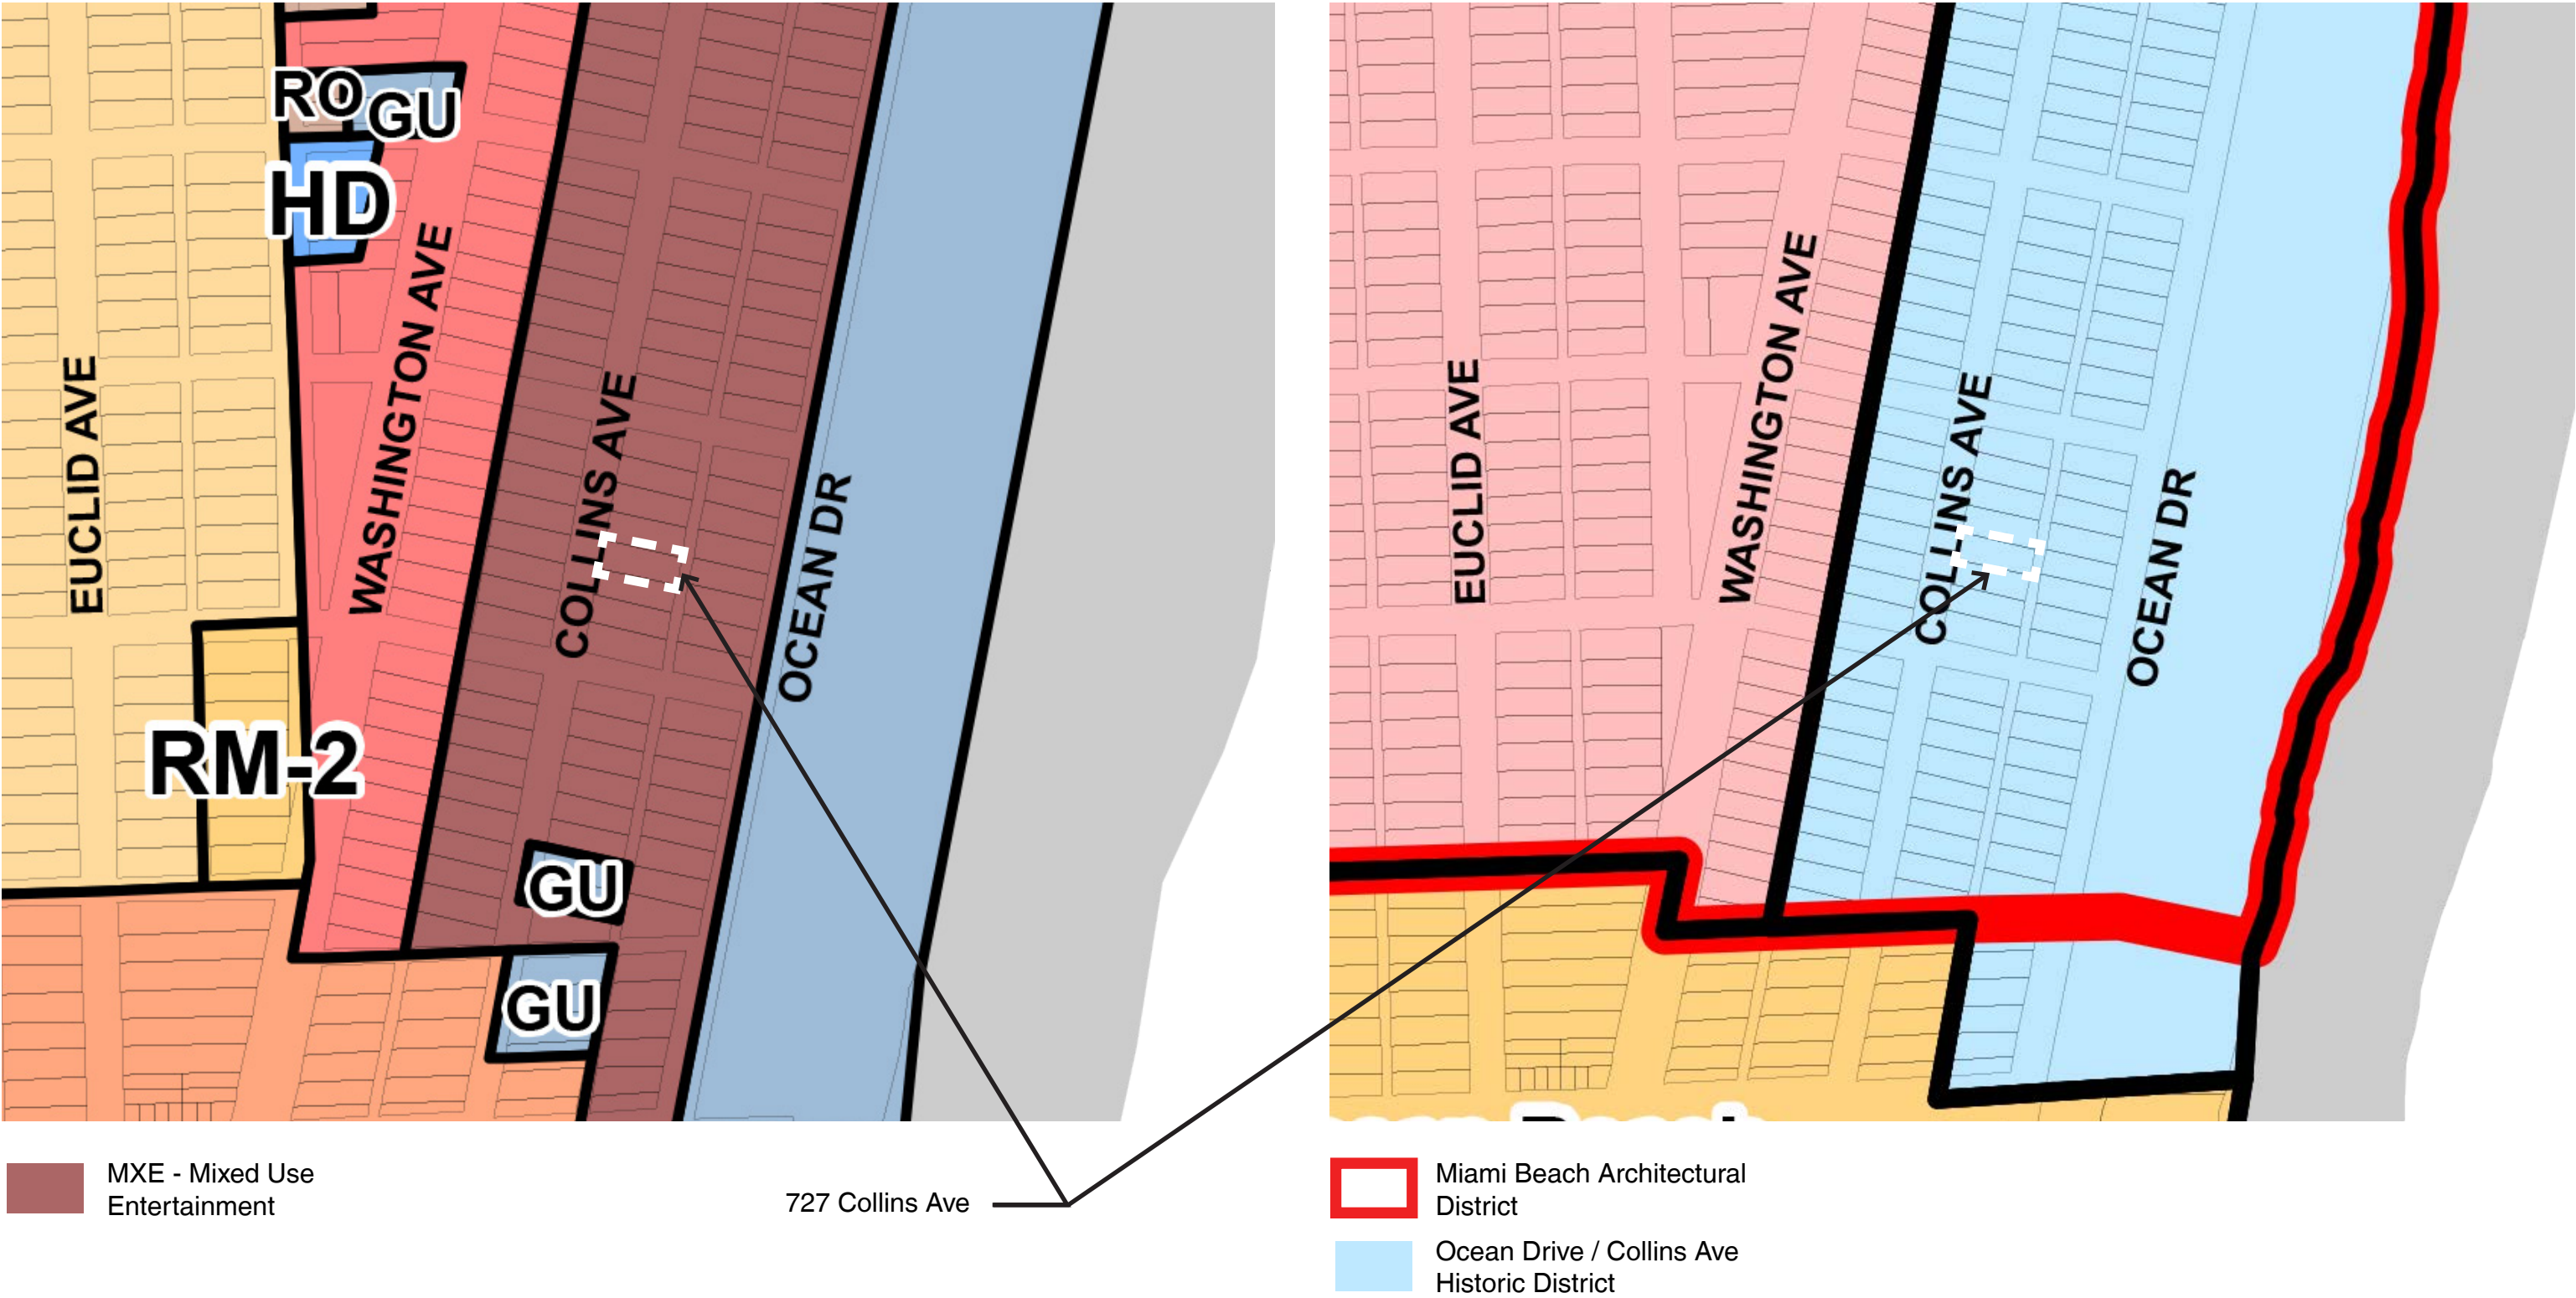 RO
GU
HD
EUCLID AVE
WASHINGTON AVE
COLLINS AVE
OCEAN DR
RM-2
GU
GU
EUCLID AVE
WASHINGTON AVE
COLLINS AVE
OCEAN DR
MXE - Mixed Use
Entertainment
727 Collins Ave
Miami Beach Architectural
District
Ocean Drive / Collins Ave
Historic District